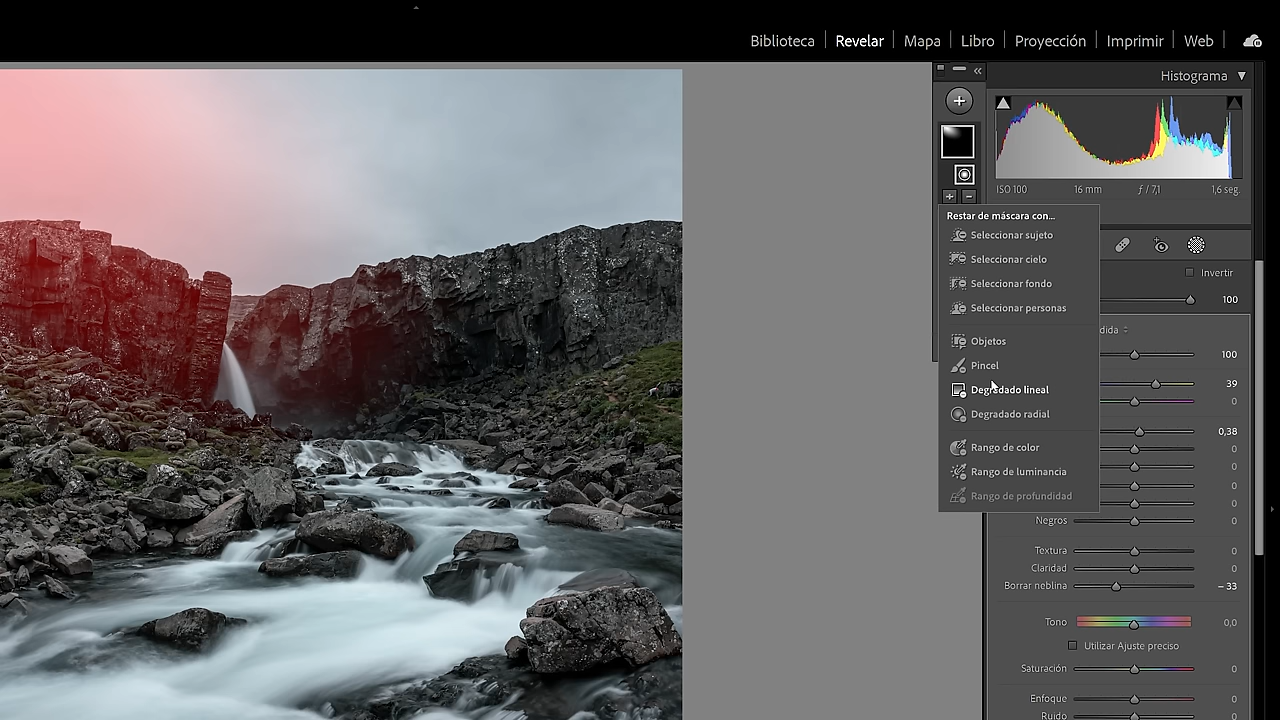 Biblioteca | Revelar | Mapa | Libro | Proyección | Imprimir | Web |
Histograma
ISO 100 16 mm ƒ / 7,1 1,6 seg.
Restar de máscara con...
Seleccionar sujeto
Seleccionar cielo
Seleccionar fondo
Seleccionar personas
Objetos
Pincel
Degradado lineal
Degradado radial
Rango de color
Rango de luminancia
Rango de profundidad
Invertir
100
dida
100
39
0
0,38
0
0
0
0
Negros 0
Textura 0
Claridad 0
Borrar neblina – 33
Tono 0,0
Utilizar Ajuste preciso
Saturación 0
Enfoque 0
Ruido 0